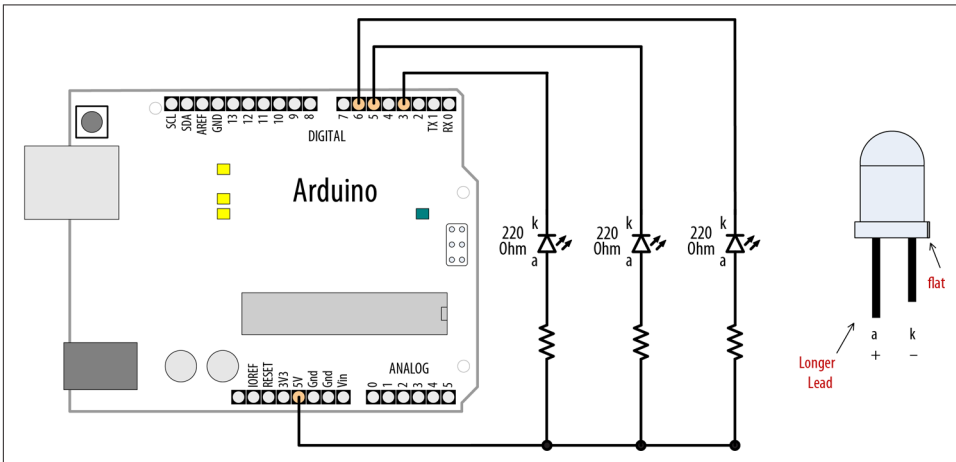 SCL
SDA
AREF
GND
13
12
11
10
9
8
7
6
5
4
3
2
TX 1
RX 0
DIGITAL
Arduino
k
220
Ohm
a
k
220
Ohm
a
k
220
Ohm
a
flat
a
k
+
−
Longer
Lead
IOREF
RESET
3V3
5V
Gnd
Gnd
Vin
ANALOG
0
1
2
3
4
5